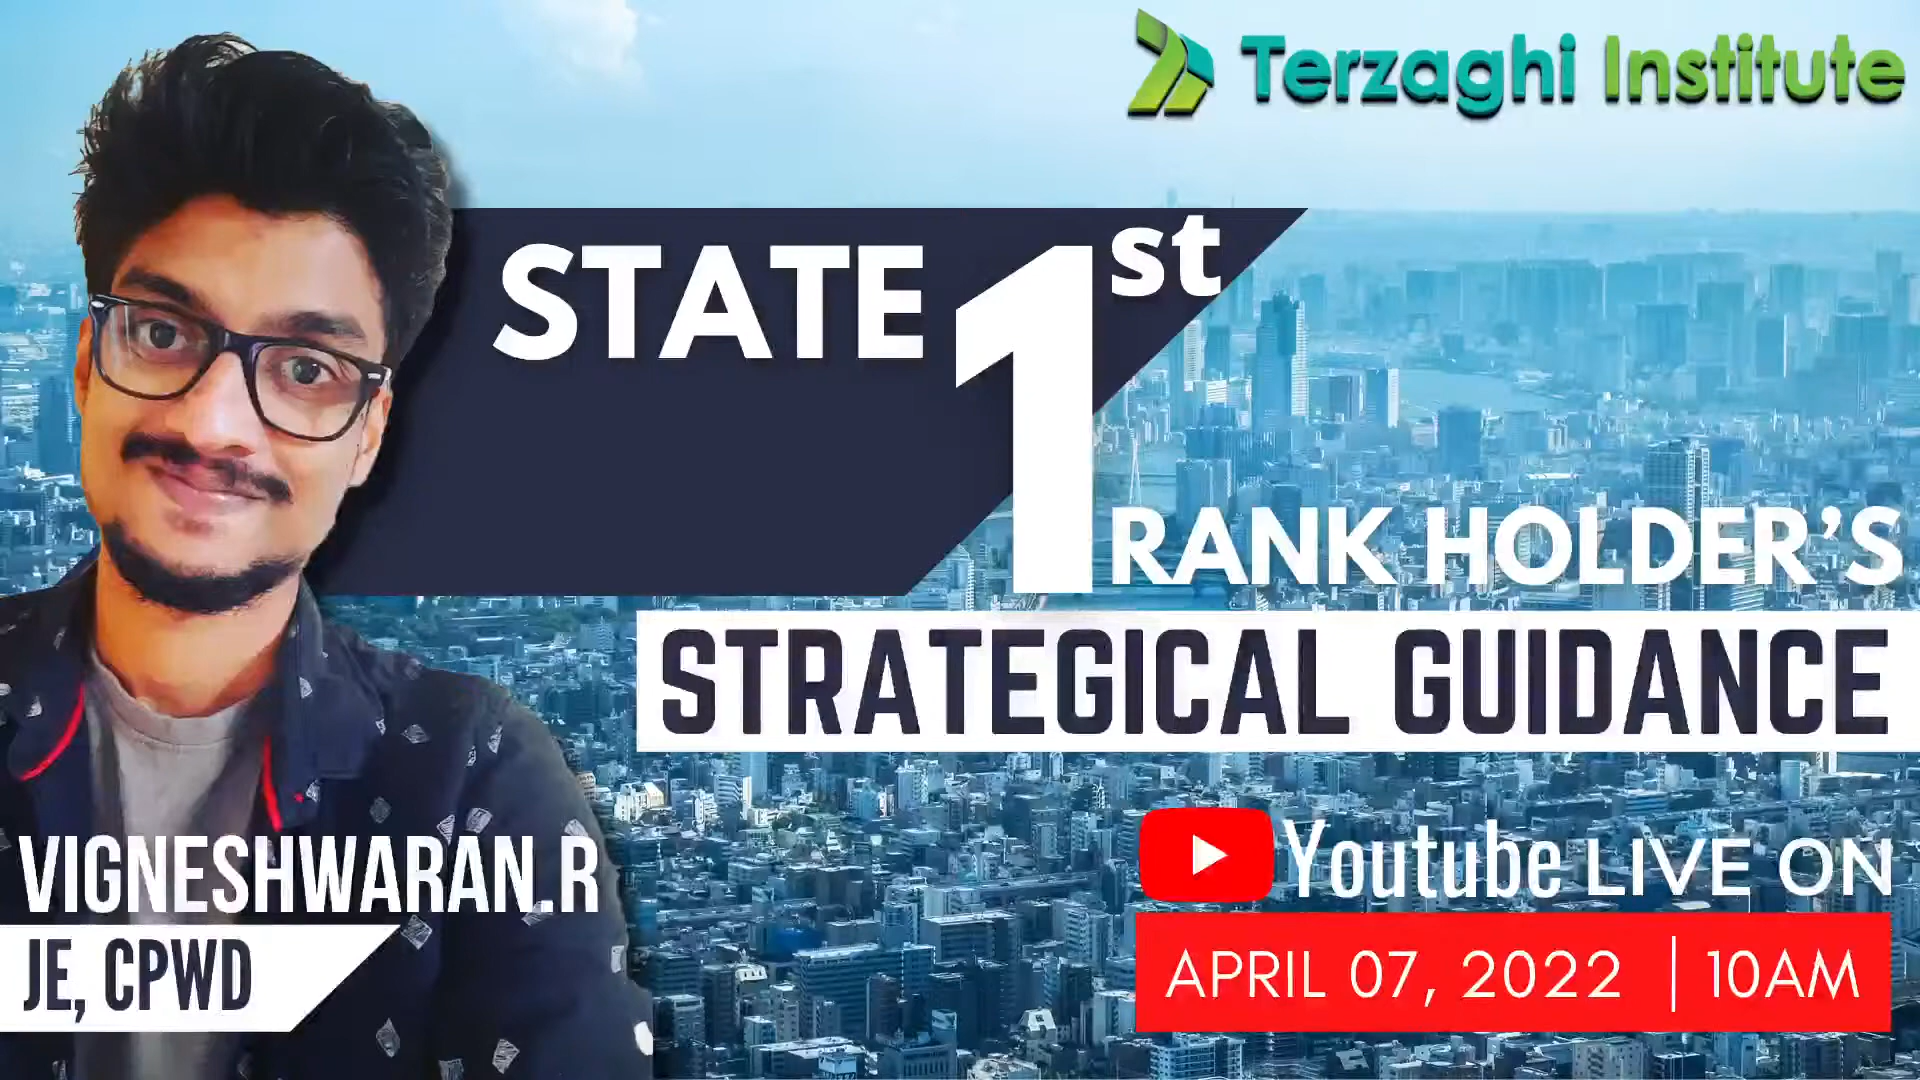 Terzaghi Institute
STATE 1st
RANK HOLDER'S
STRATEGICAL GUIDANCE
VIGNESHWARAN.R
JE, CPWD
Youtube LIVE ON
APRIL 07, 2022 | 10AM